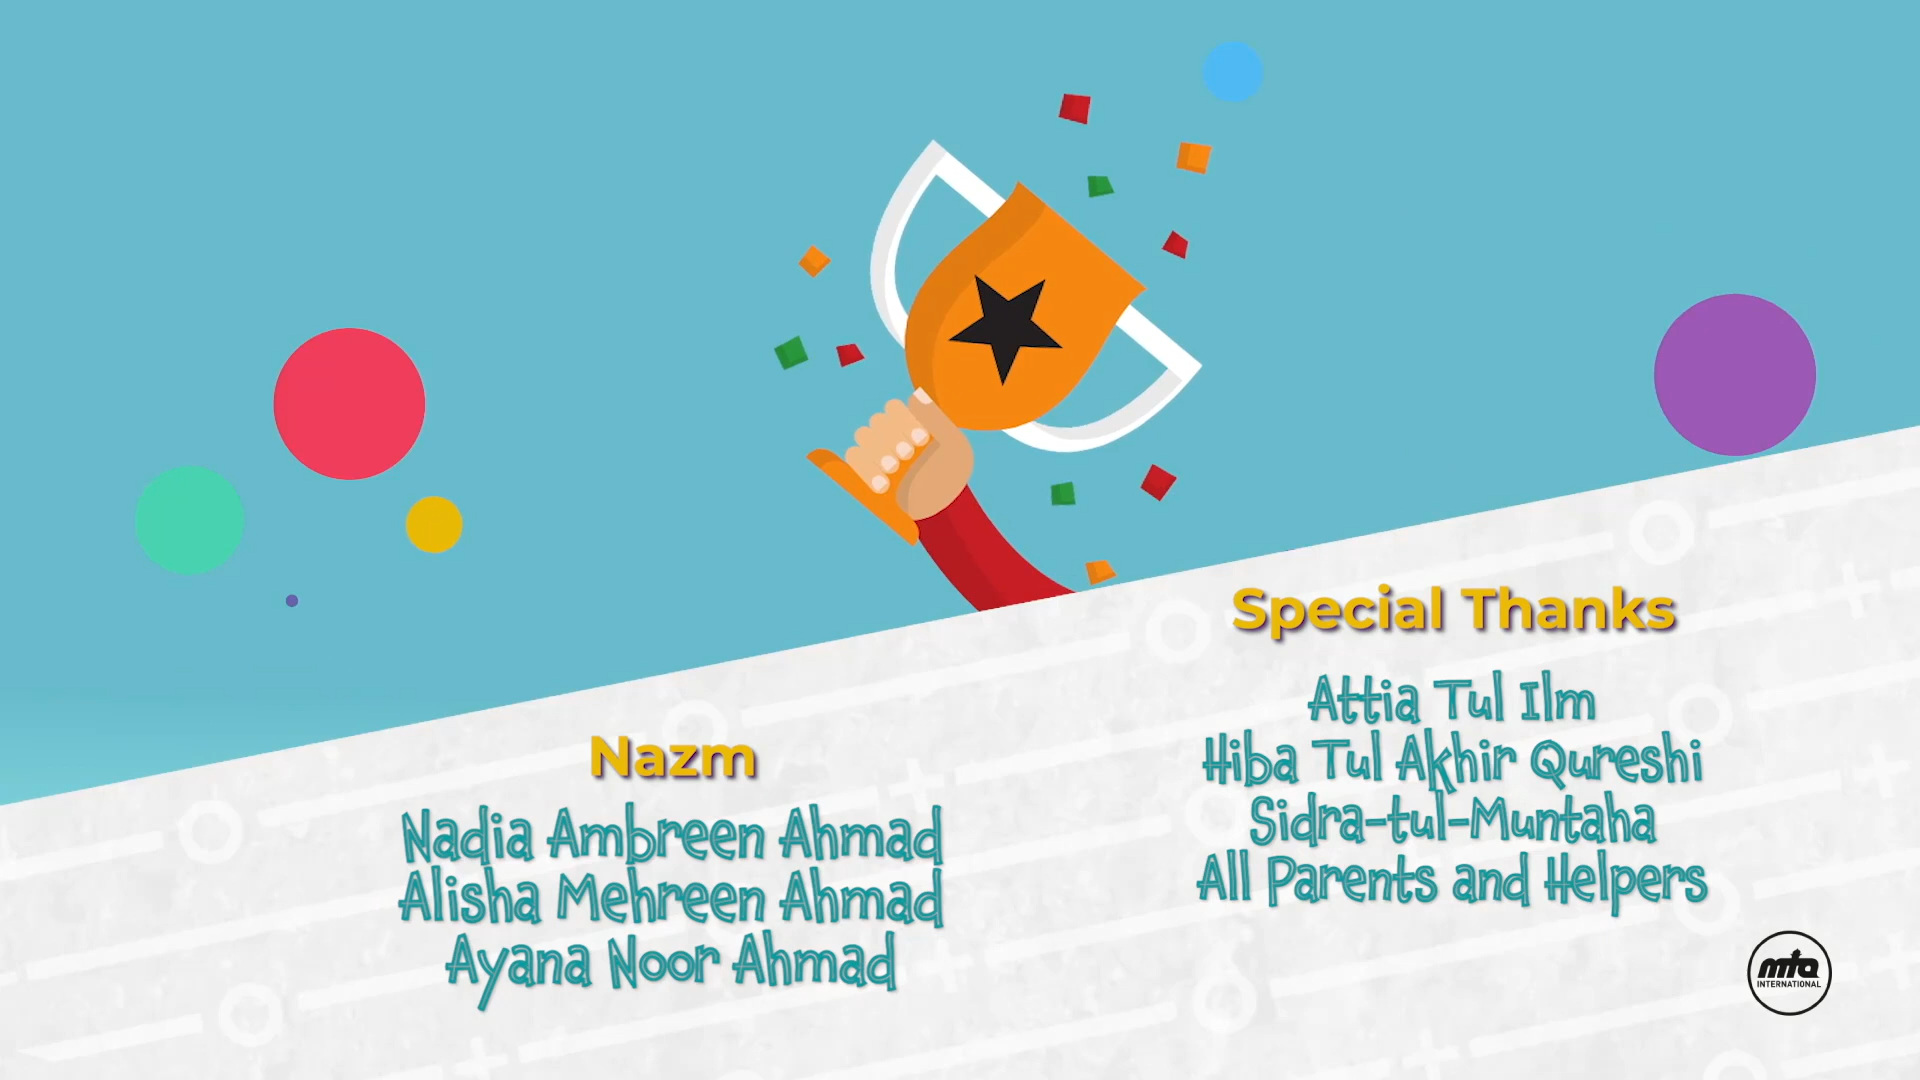 Nazm
Nadia Ambreen Ahmad
Alisha Mehreen Ahmad
Ayana Noor Ahmad
Special Thanks
Attia Tul Ilm
Hiba Tul Akhir Qureshi
Sidra-tul-Muntaha
All Parents and Helpers
mta
INTERNATIONAL